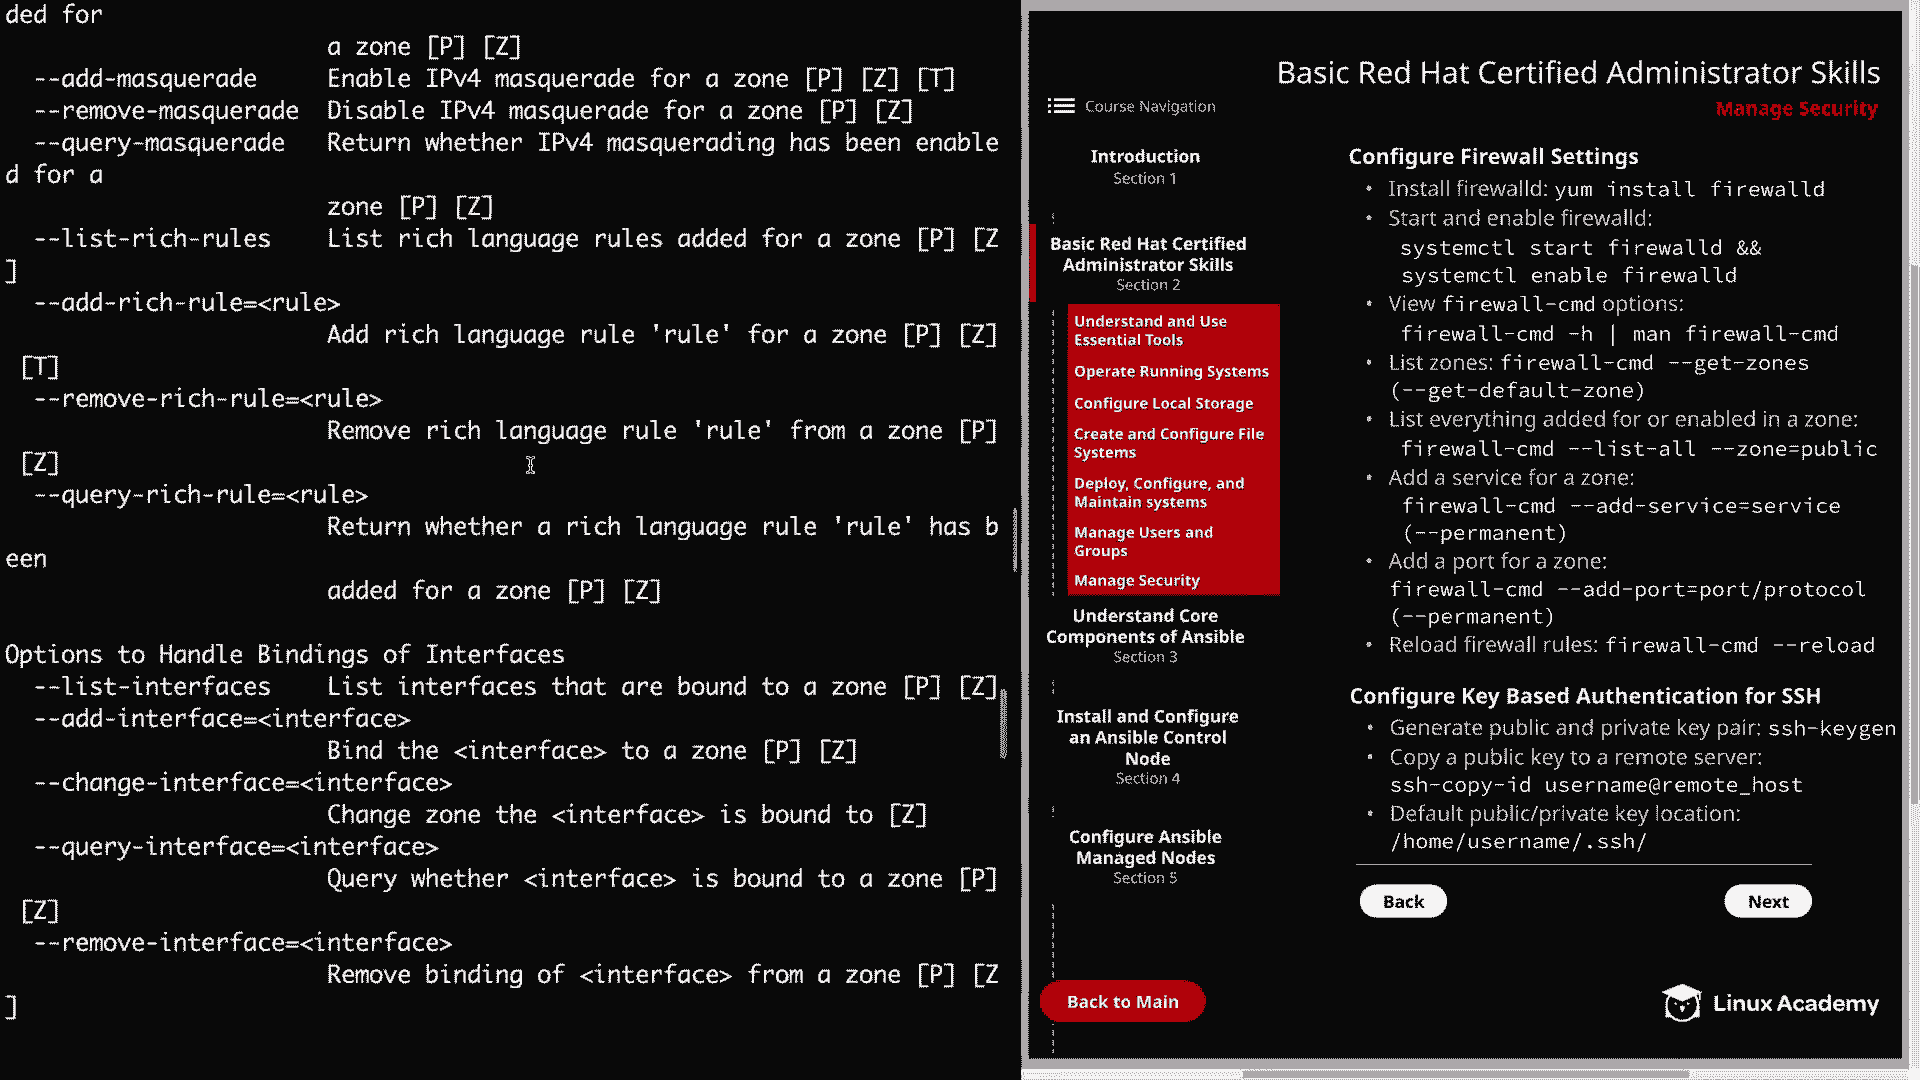 ded for
a zone [P] [Z]
--add-masquerade Enable IPv4 masquerade for a zone [P] [Z] [T]
--remove-masquerade Disable IPv4 masquerade for a zone [P] [Z]
--query-masquerade Return whether IPv4 masquerading has been enable
d for a
zone [P] [Z]
--list-rich-rules List rich language rules added for a zone [P] [Z
]
--add-rich-rule=<rule>
Add rich language rule 'rule' for a zone [P] [Z]
[T]
--remove-rich-rule=<rule>
Remove rich language rule 'rule' from a zone [P]
[Z]
--query-rich-rule=<rule>
Return whether a rich language rule 'rule' has b
een
added for a zone [P] [Z]
Options to Handle Bindings of Interfaces
--list-interfaces List interfaces that are bound to a zone [P] [Z]
--add-interface=<interface>
Bind the <interface> to a zone [P] [Z]
--change-interface=<interface>
Change zone the <interface> is bound to [Z]
--query-interface=<interface>
Query whether <interface> is bound to a zone [P]
[Z]
--remove-interface=<interface>
Remove binding of <interface> from a zone [P] [Z
]
Basic Red Hat Certified Administrator Skills
Manage Security
Course Navigation
Introduction
Section 1
Basic Red Hat Certified
Administrator Skills
Section 2
Understand and Use
Essential Tools
Operate Running Systems
Configure Local Storage
Create and Configure File
Systems
Deploy, Configure, and
Maintain systems
Manage Users and
Groups
Manage Security
Understand Core
Components of Ansible
Section 3
Install and Configure
an Ansible Control
Node
Section 4
Configure Ansible
Managed Nodes
Section 5
Back to Main
Configure Firewall Settings
• Install firewalld: yum install firewalld
• Start and enable firewalld:
systemctl start firewalld &&
systemctl enable firewalld
• View firewall-cmd options:
firewall-cmd -h | man firewall-cmd
• List zones: firewall-cmd --get-zones
(--get-default-zone)
• List everything added for or enabled in a zone:
firewall-cmd --list-all --zone=public
• Add a service for a zone:
firewall-cmd --add-service=service
(--permanent)
• Add a port for a zone:
firewall-cmd --add-port=port/protocol
(--permanent)
• Reload firewall rules: firewall-cmd --reload
Configure Key Based Authentication for SSH
• Generate public and private key pair: ssh-keygen
• Copy a public key to a remote server:
ssh-copy-id username@remote_host
• Default public/private key location:
/home/username/.ssh/
Back
Next
Linux Academy